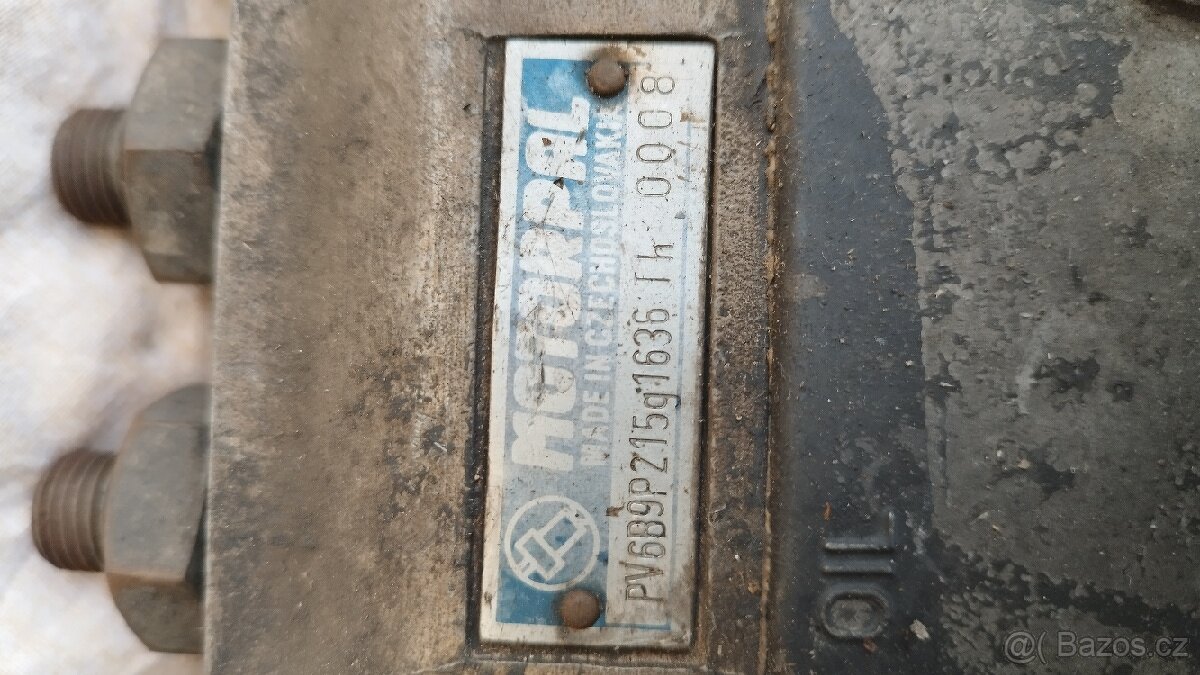 MOTORPAL
MADE IN CZECHOSLOVAKIA
PV6B9P215g1636 Th 0008
OIL
@( Bazos.cz